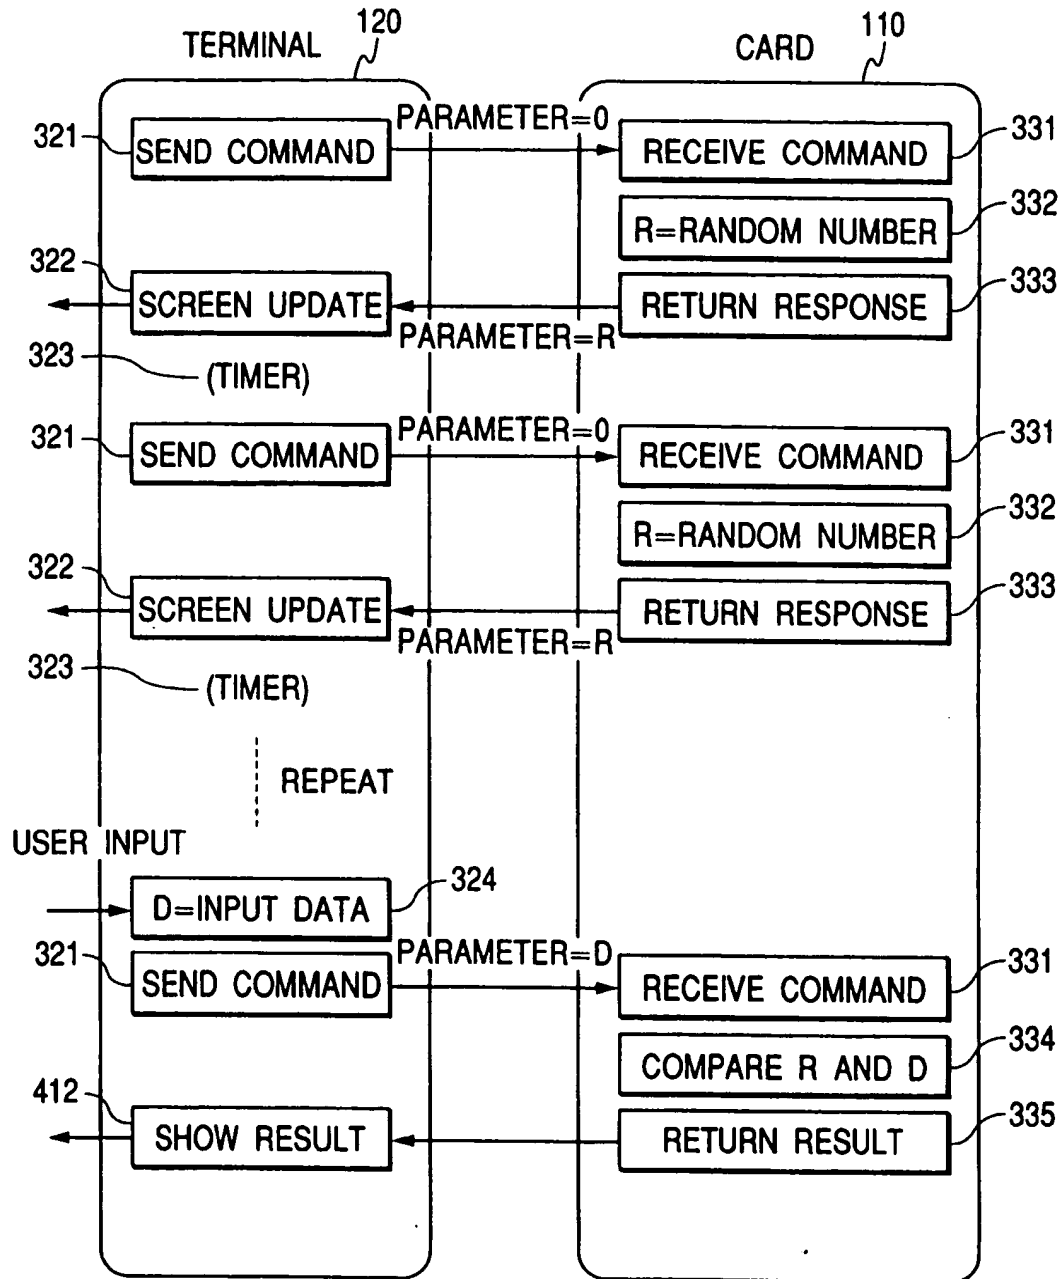 120
110
TERMINAL
CARD
PARAMETER=0
321
SEND COMMAND
RECEIVE COMMAND
331
332
R=RANDOM NUMBER
322
SCREEN UPDATE
RETURN RESPONSE
333
PARAMETER=R
323
(TIMER)
321
PARAMETER=0
SEND COMMAND
RECEIVE COMMAND
331
332
R=RANDOM NUMBER
322
SCREEN UPDATE
RETURN RESPONSE
333
PARAMETER=R
323
(TIMER)
REPEAT
USER INPUT
D=INPUT DATA
324
321
PARAMETER=D
SEND COMMAND
RECEIVE COMMAND
331
334
COMPARE R AND D
412
SHOW RESULT
RETURN RESULT
335